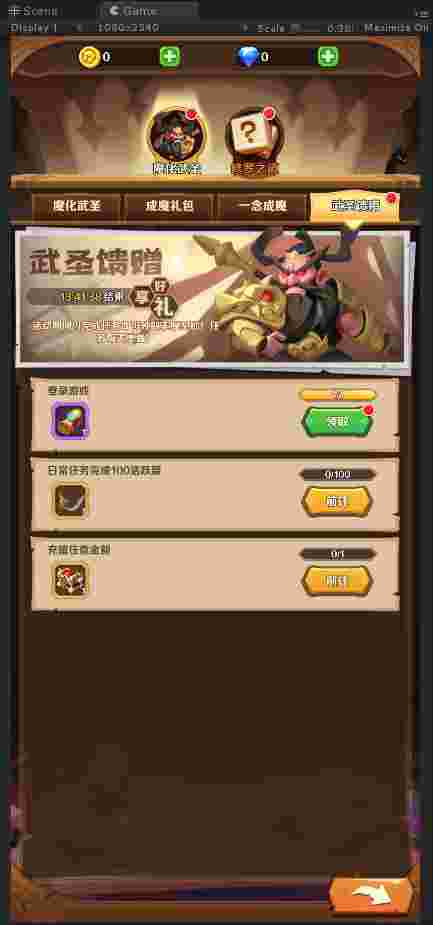 Scene
Game
Display 1
1080x2340
Scale
Maximize On
0
0
魔化武圣
魔化武圣
成魔礼包
一念成魔
武圣馈赠
武圣馈赠
结束
享
好
礼
登录游戏
领取
日常任务完成100活跃度
0/100
前往
充值任意金额
0/1
前往